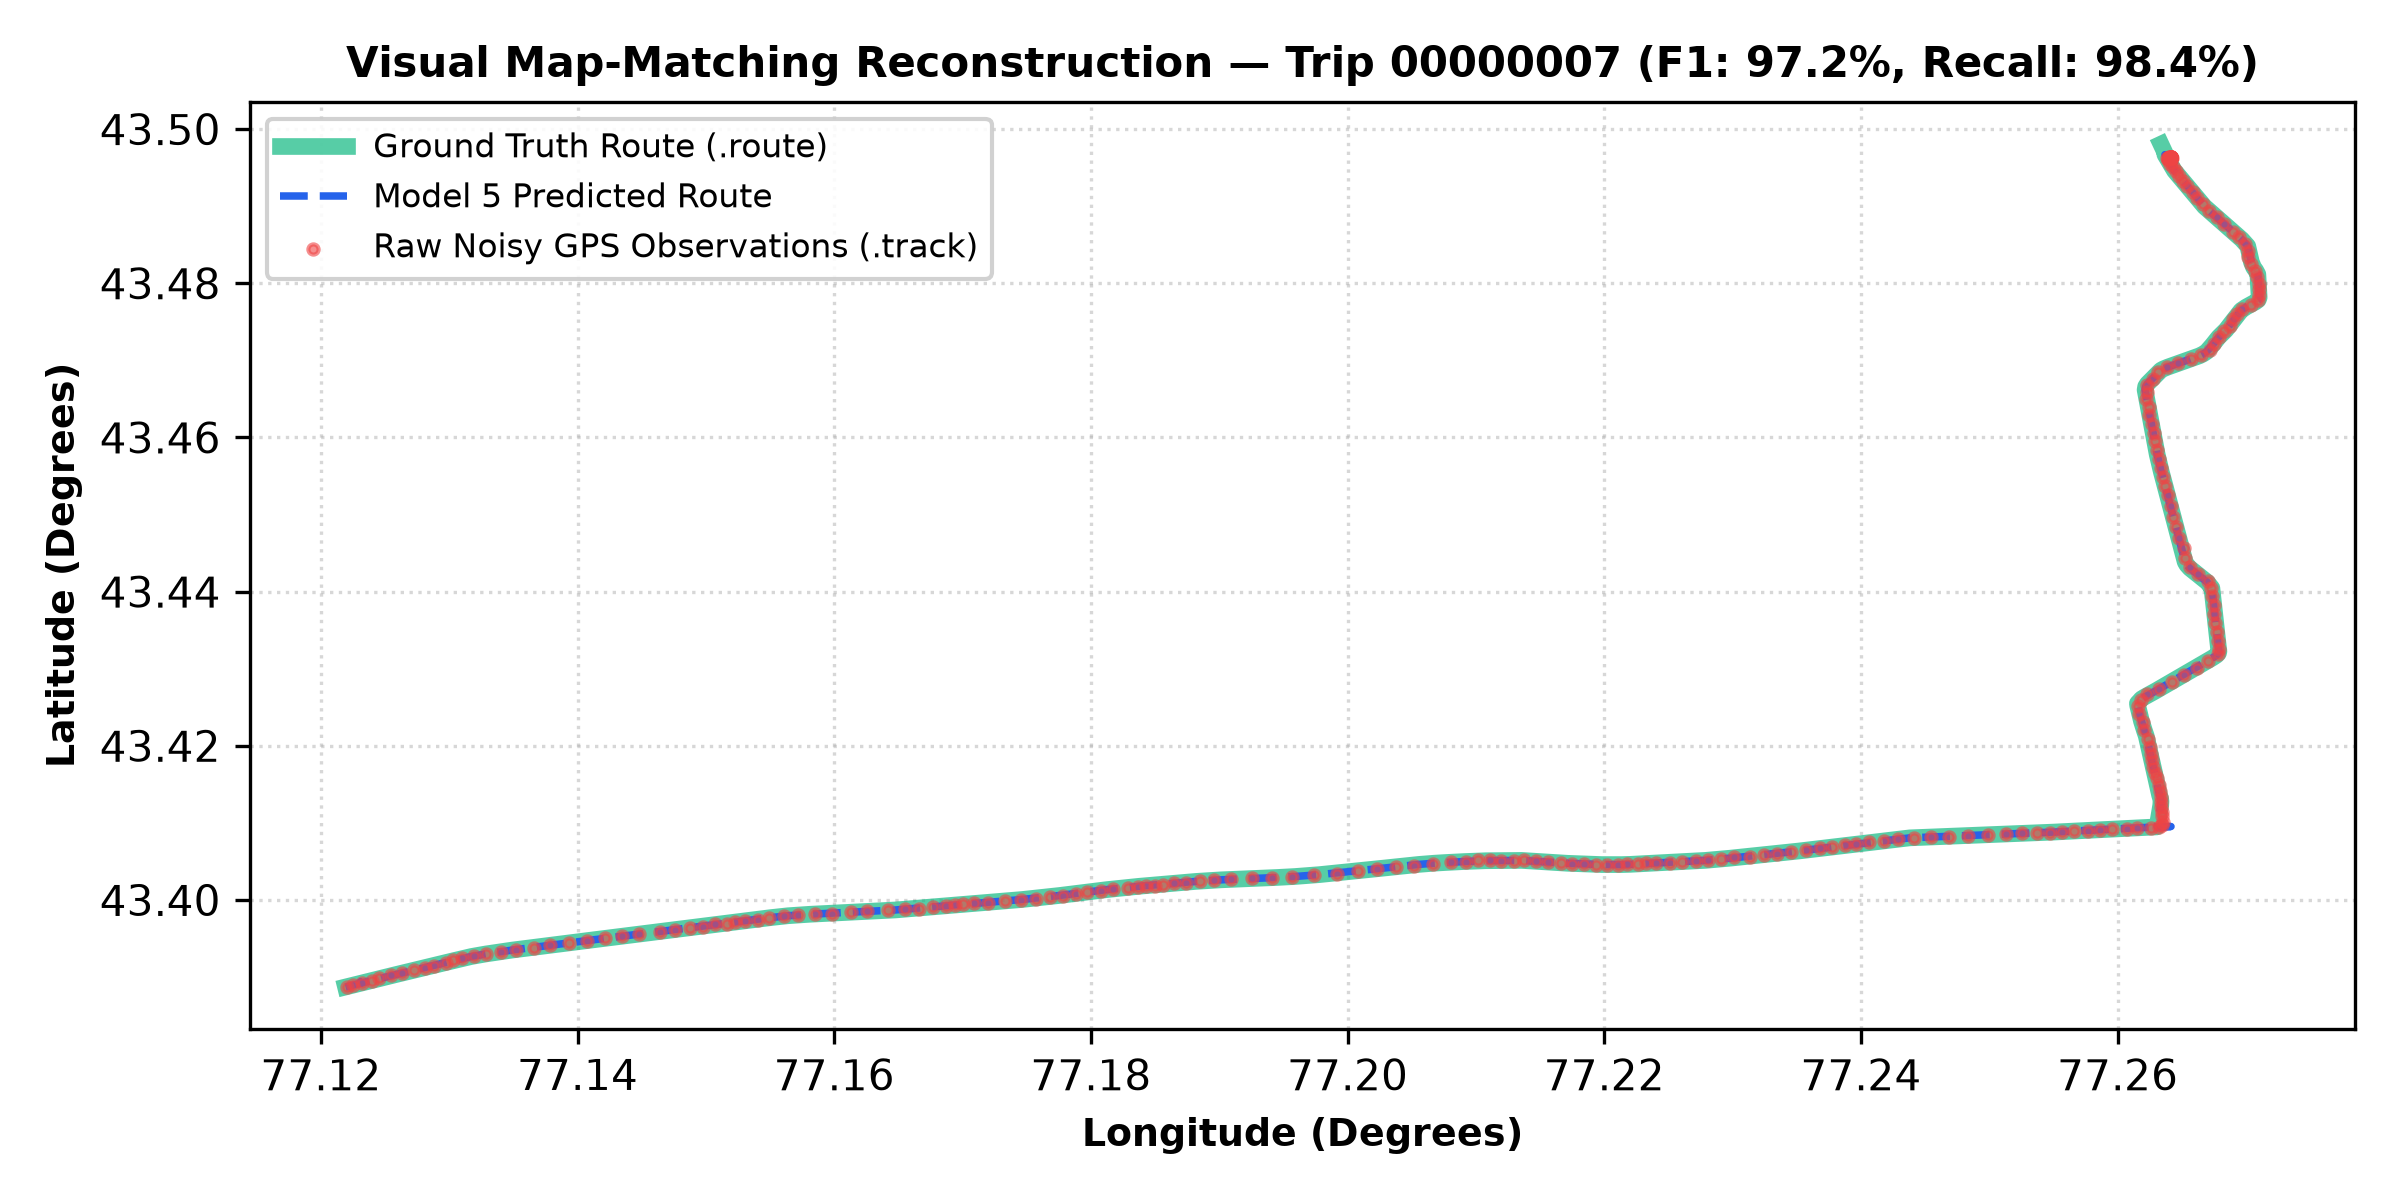 Visual Map-Matching Reconstruction — Trip 00000007 (F1: 97.2%, Recall: 98.4%)
Ground Truth Route (.route)
Model 5 Predicted Route
Raw Noisy GPS Observations (.track)
Latitude (Degrees)
43.50
43.48
43.46
43.44
43.42
43.40
77.12 77.14 77.16 77.18 77.20 77.22 77.24 77.26
Longitude (Degrees)